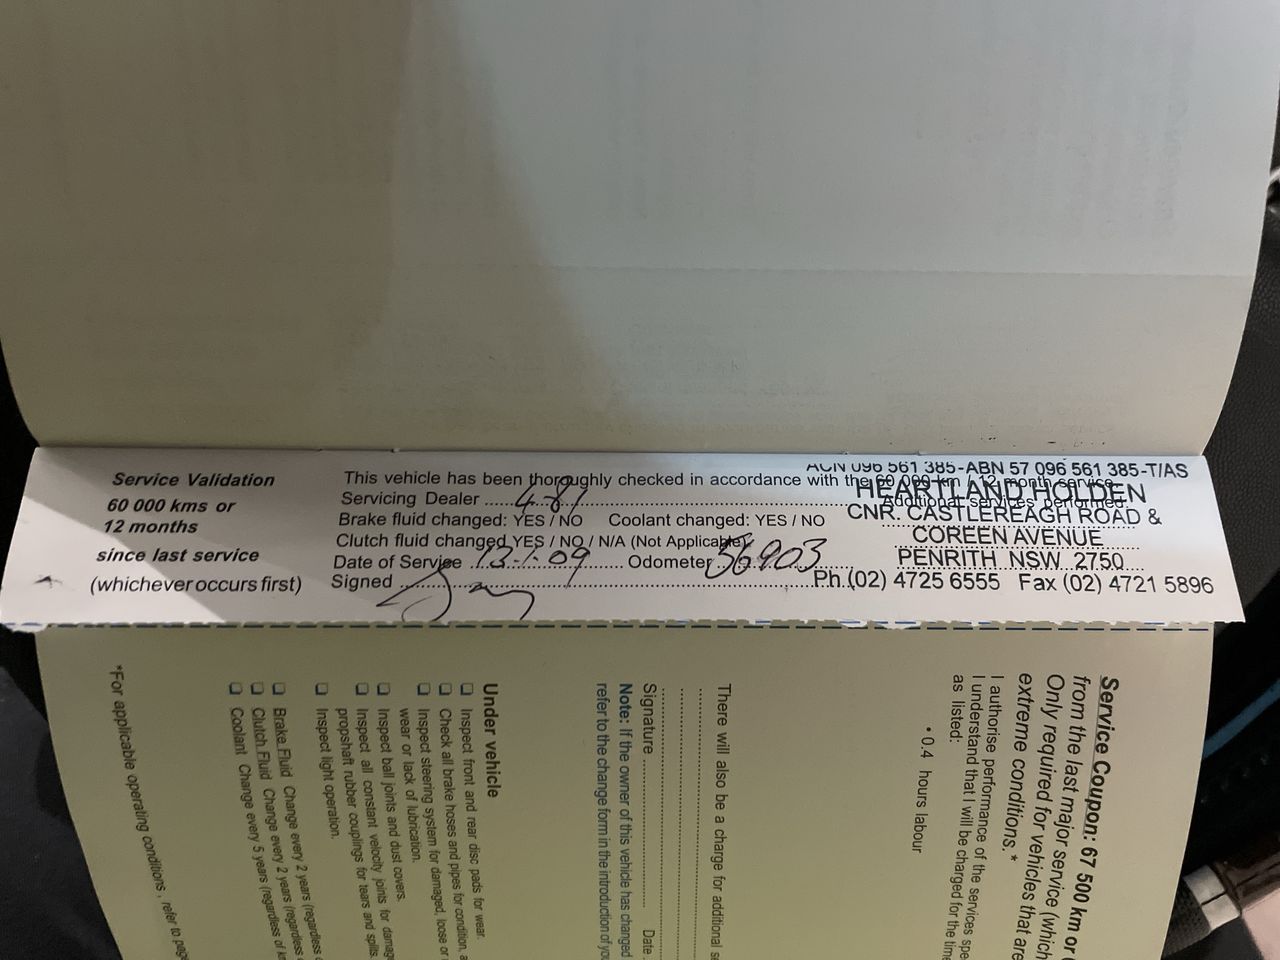 Service Validation
60 000 kms or
12 months
since last service
(whichever occurs first)
This vehicle has been thoroughly checked in accordance with the 60 000 km / 12 month service.
Additional services performed
Servicing Dealer
Brake fluid changed: YES / NO Coolant changed: YES / NO
Clutch fluid changed YES / NO / N/A (Not Applicable)
Date of Service 13-1-09 Odometer 56903
Signed
ACN 096 561 385-ABN 57 096 561 385-T/AS
HEARTLAND HOLDEN
CNR. CASTLEREAGH ROAD &
COREEN AVENUE
PENRITH NSW 2750
Ph.(02) 4725 6555 Fax (02) 4721 5896
Service Coupon: 67 500 km or
from the last major service (which
Only required for vehicles that are
extreme conditions. *
I authorise performance of the services
I understand that I will be charged for the
as listed:
• 0.4 hours labour
There will also be a charge for additional
Signature Date
Note: If the owner of this vehicle has changed
refer to the change form in the introduction of
Under vehicle
Inspect front and rear disc pads for wear.
Check all brake hoses and pipes for condition,
Inspect steering system for damaged, loose or
wear or lack of lubrication.
Inspect ball joints and dust covers.
Inspect all constant velocity joints for
propshaft rubber couplings for tears and splits.
Inspect light operation.
Brake Fluid Change every 2 years (regardless
Clutch Fluid Change every 2 years (regardless
Coolant Change every 5 years (regardless of
*For applicable operating conditions, refer to